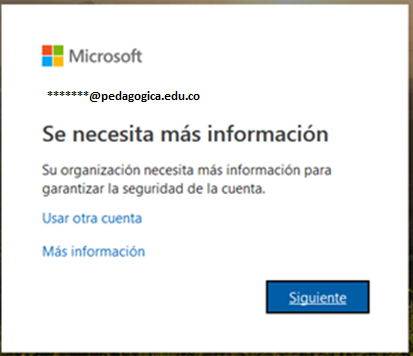 Microsoft
*******@pedagogica.edu.co
Se necesita más información
Su organización necesita más información para
garantizar la seguridad de la cuenta.
Usar otra cuenta
Más información
Siguiente